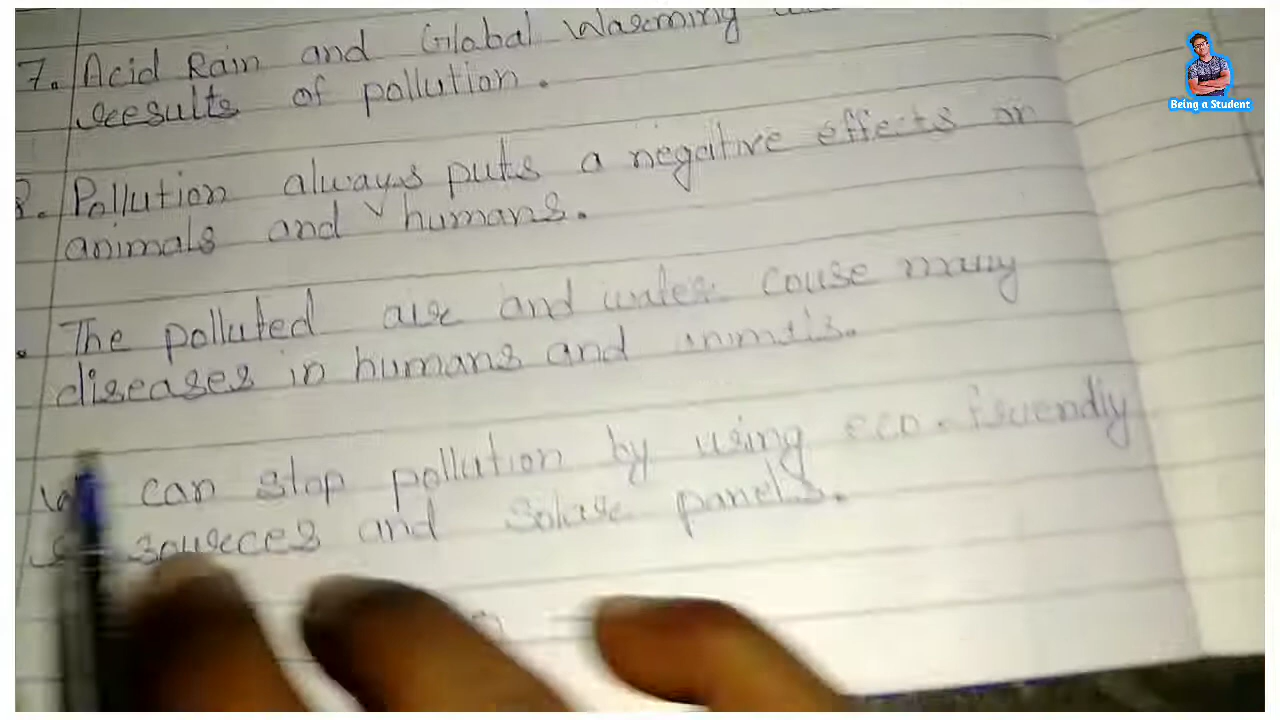 7. Acid Rain and Global Warming
results of pollution.
8. Pollution always puts a negative effects on
animals and humans.
. The polluted air and water couse many
diseases in humans and animals.
can stop pollution by using eco-friendly
and solar panels.
Being a Student